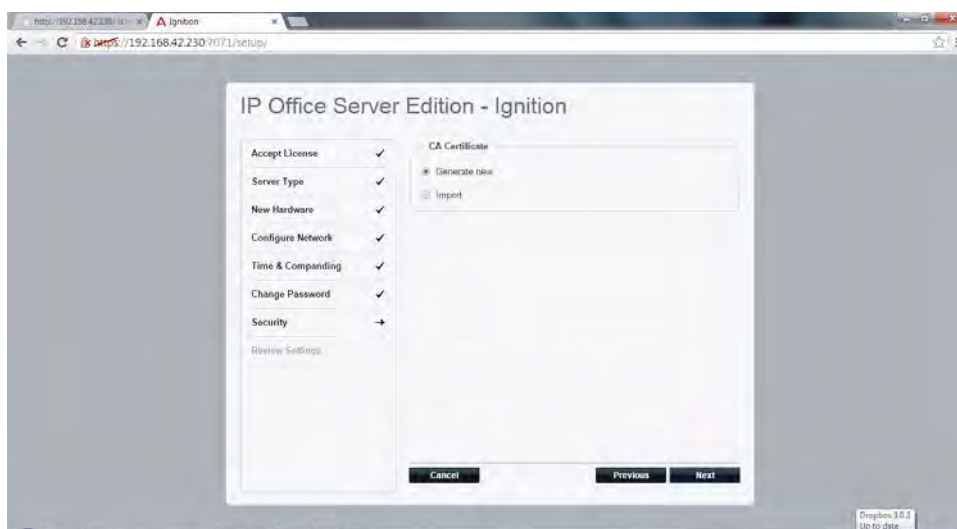 Ignition
https://192.168.42.230:7071/setup/
IP Office Server Edition - Ignition
Accept License
Server Type
New Hardware
Configure Network
Time & Companding
Change Password
Security
Review Settings
CA Certificate
Generate new
Import
Cancel
Previous
Next
Dropbox 3.0.3
Up to date